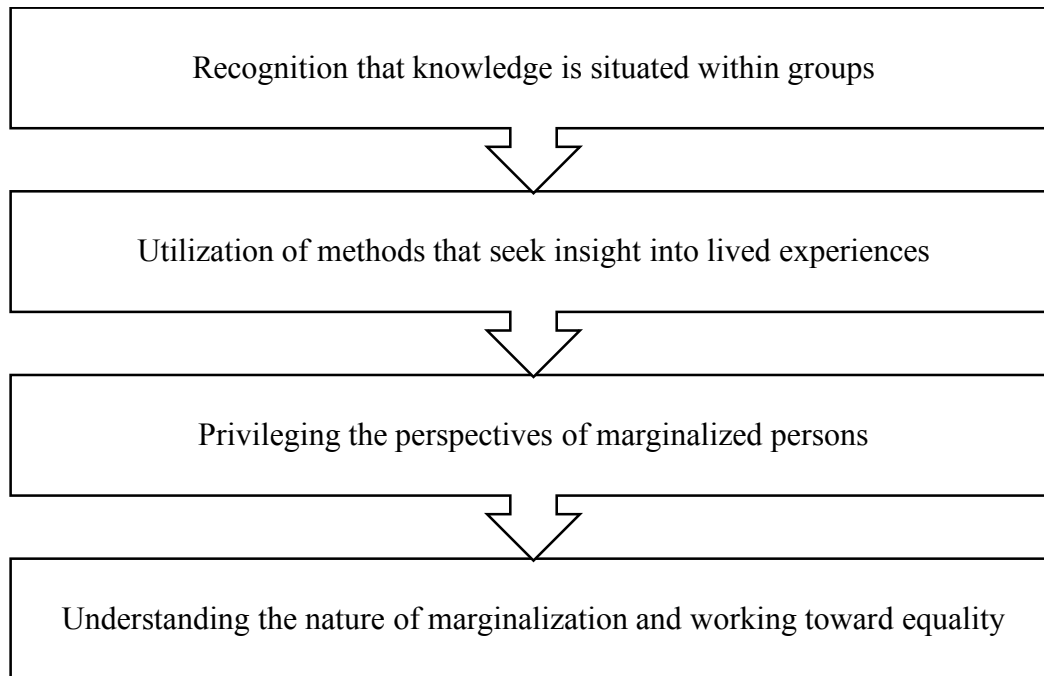 Recognition that knowledge is situated within groups
Utilization of methods that seek insight into lived experiences
Privileging the perspectives of marginalized persons
Understanding the nature of marginalization and working toward equality